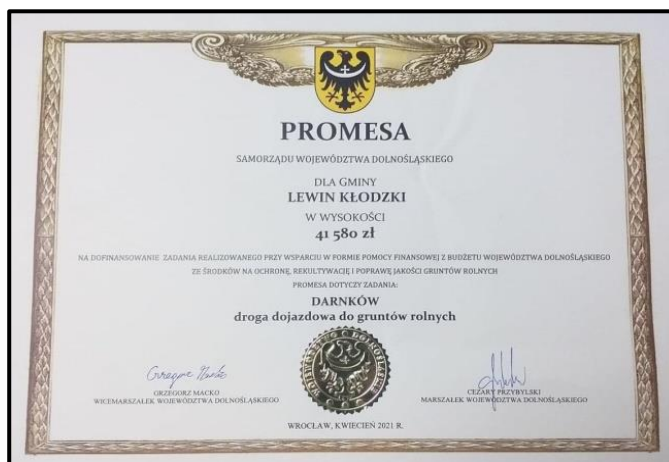 PROMESA
SAMORZĄDU WOJEWÓDZTWA DOLNOŚLĄSKIEGO
DLA GMINY
LEWIN KŁODZKI
W WYSOKOŚCI
41 580 zł
NA DOFINANSOWANIE ZADANIA REALIZOWANEGO PRZY WSPARCIU W FORMIE POMOCY FINANSOWEJ Z BUDŻETU WOJEWÓDZTWA DOLNOŚLĄSKIEGO
ZE ŚRODKÓW NA OCHRONĘ, REKULTYWACJĘ I POPRAWĘ JAKOŚCI GRUNTÓW ROLNYCH
PROMESA DOTYCZY ZADANIA:
DARNKÓW
droga dojazdowa do gruntów rolnych
GRZEGORZ MACKO
WICEMARSZAŁEK WOJEWÓDZTWA DOLNOŚLĄSKIEGO
CEZARY PRZYBYLSKI
MARSZAŁEK WOJEWÓDZTWA DOLNOŚLĄSKIEGO
WROCŁAW, KWIECIEŃ 2021 R.